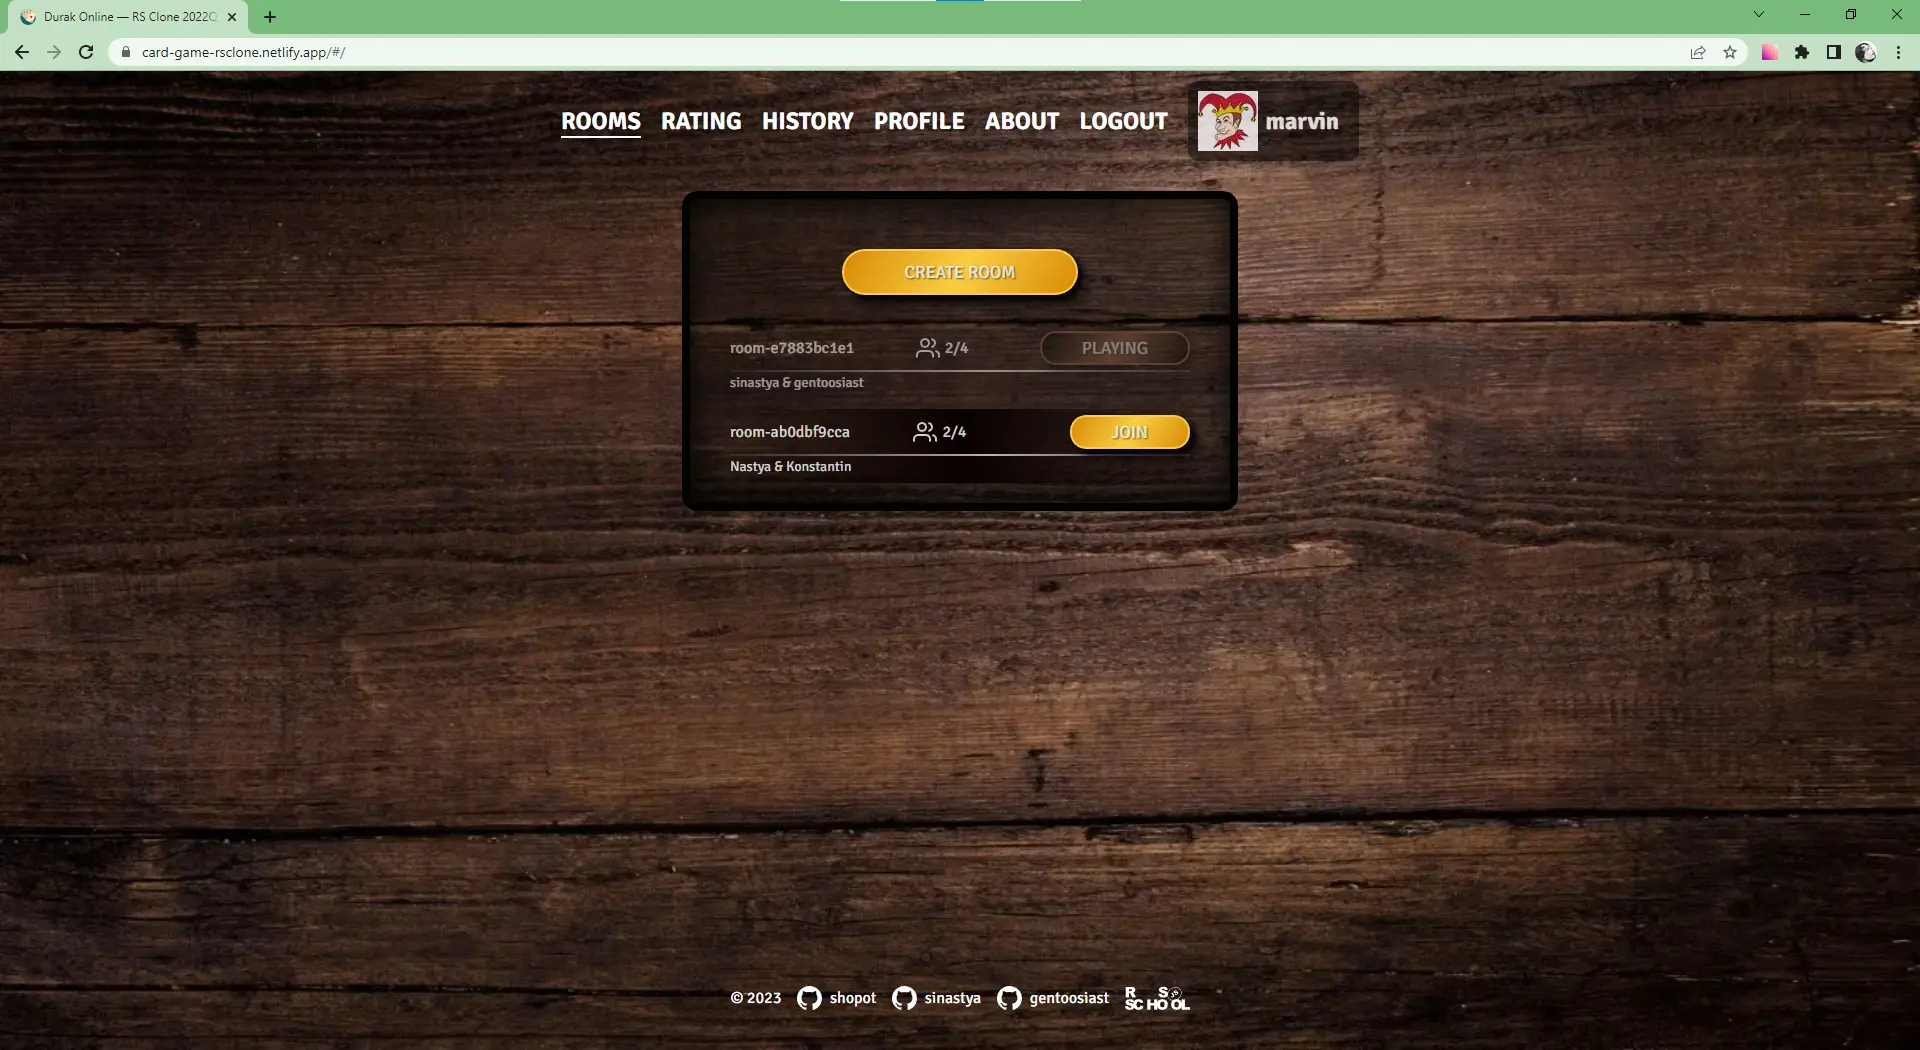 Durak Online — RS Clone 2022Q
card-game-rsclone.netlify.app/#/
ROOMS RATING HISTORY PROFILE ABOUT LOGOUT marvin
CREATE ROOM
room-e7883bc1e1 2/4 PLAYING
sinastya & gentoosiast
room-ab0dbf9cca 2/4 JOIN
Nastya & Konstantin
© 2023 shopot sinastya gentoosiast RS SCHOOL